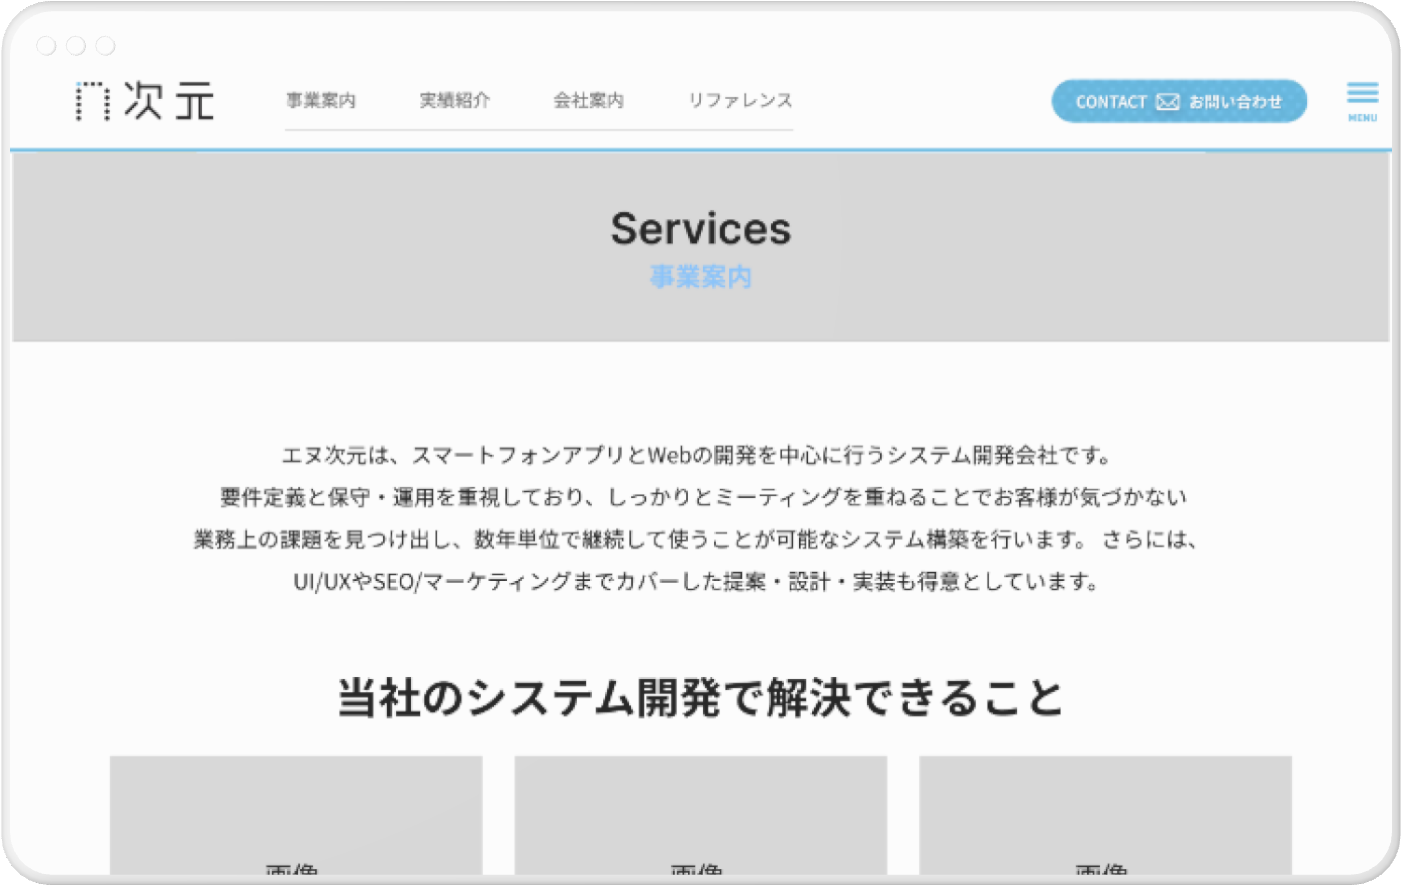 n次元
事業案内 実績紹介 会社案内 リファレンス
CONTACT お問い合わせ
MENU
Services
事業案内
エヌ次元は、スマートフォンアプリとWebの開発を中心に行うシステム開発会社です。
要件定義と保守・運用を重視しており、しっかりとミーティングを重ねることでお客様が気づかない
業務上の課題を見つけ出し、数年単位で継続して使うことが可能なシステム構築を行います。 さらには、
UI/UXやSEO/マーケティングまでカバーした提案・設計・実装も得意としています。
当社のシステム開発で解決できること
画像 画像 画像